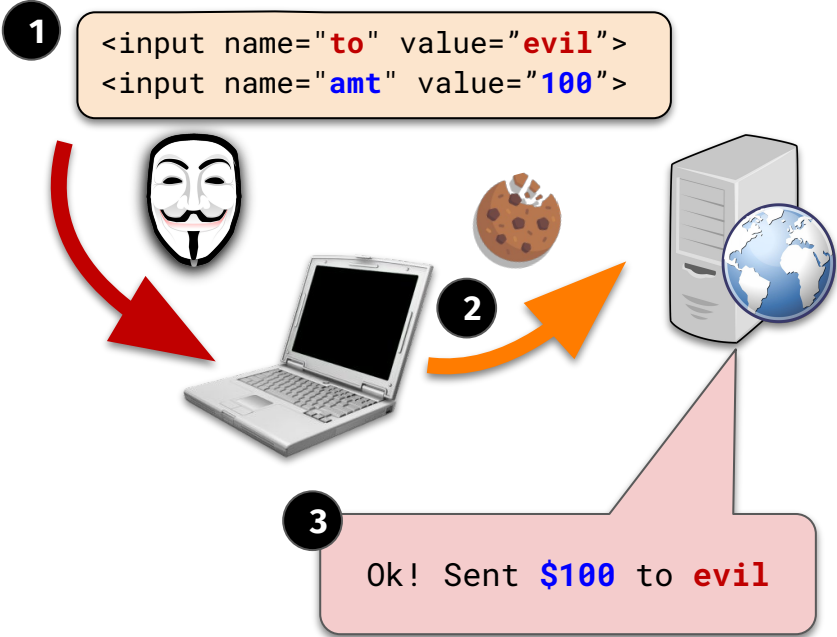 1
<input name="to" value=”evil”>
<input name="amt" value=”100”>
2
3
Ok! Sent $100 to evil